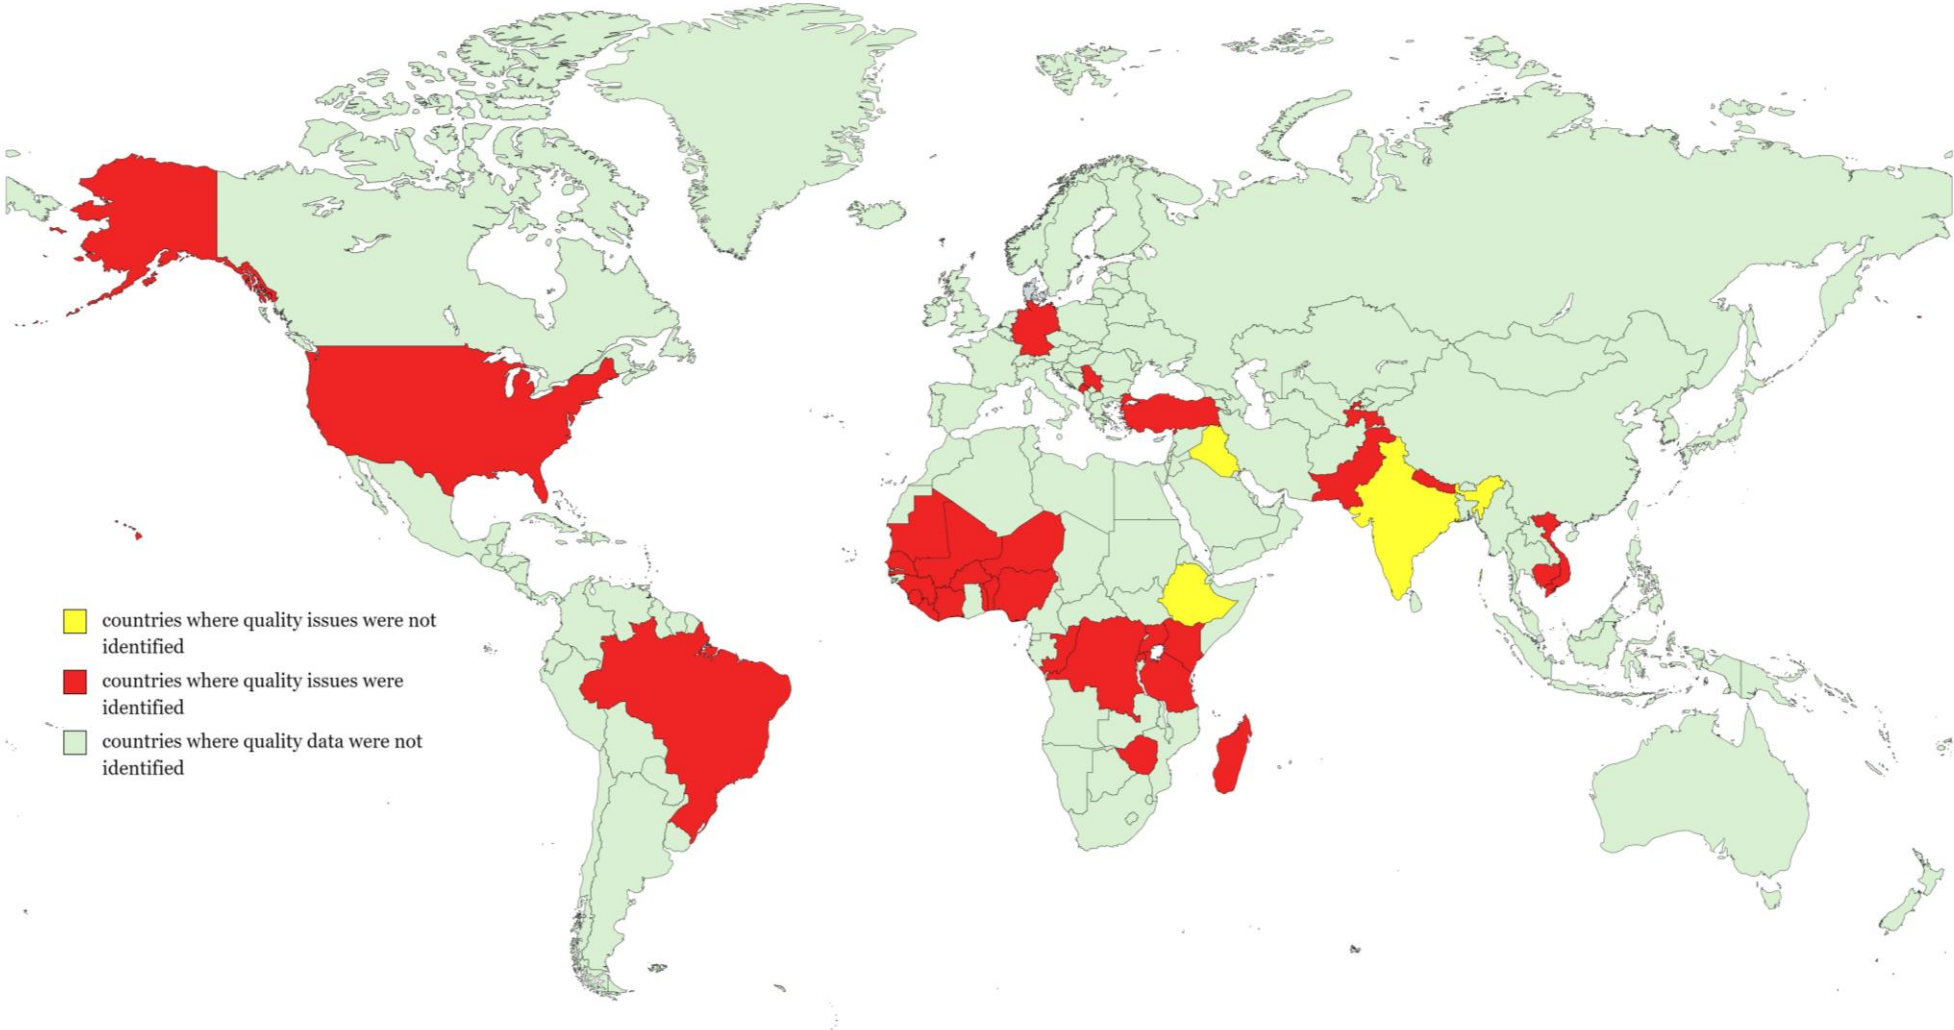 countries where quality issues were not
identified
countries where quality issues were
identified
countries where quality data were not
identified